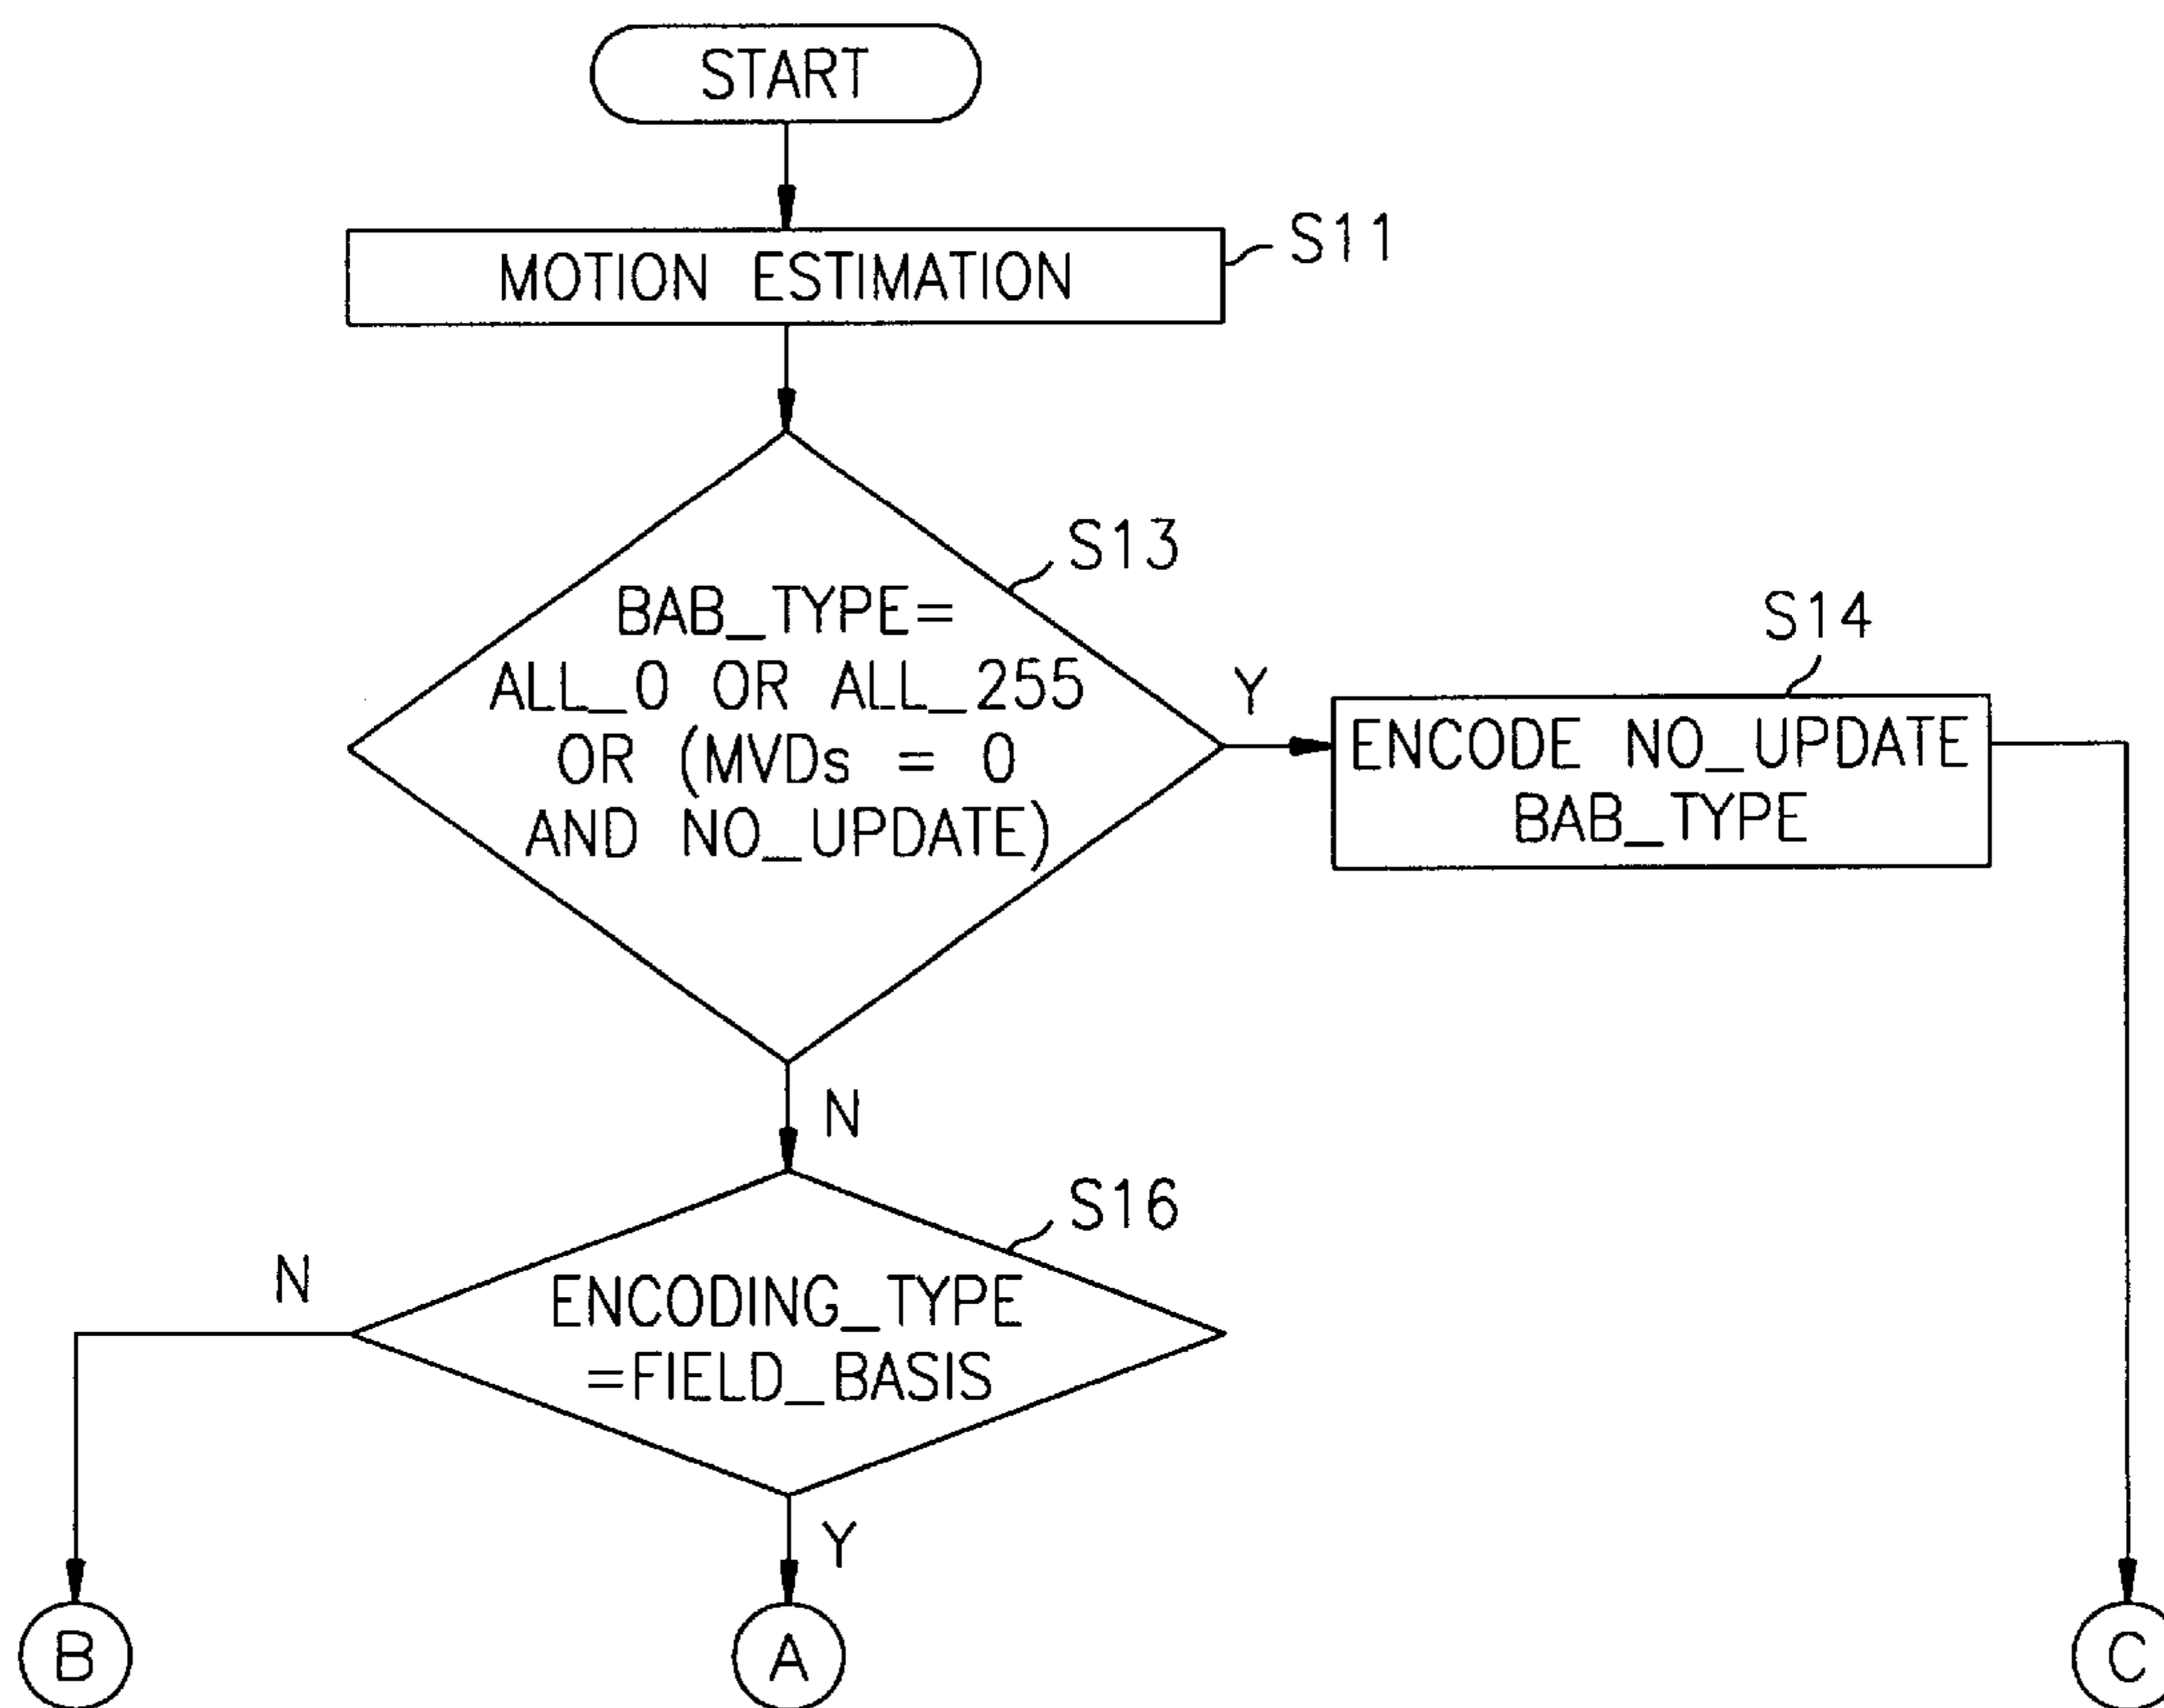 START
MOTION ESTIMATION
S11
S13
BAB_TYPE=
ALL_0 OR ALL_255
OR (MVDs = 0
AND NO_UPDATE)
Y
S14
ENCODE NO_UPDATE
BAB_TYPE
N
S16
N
ENCODING_TYPE
=FIELD_BASIS
Y
B
A
C